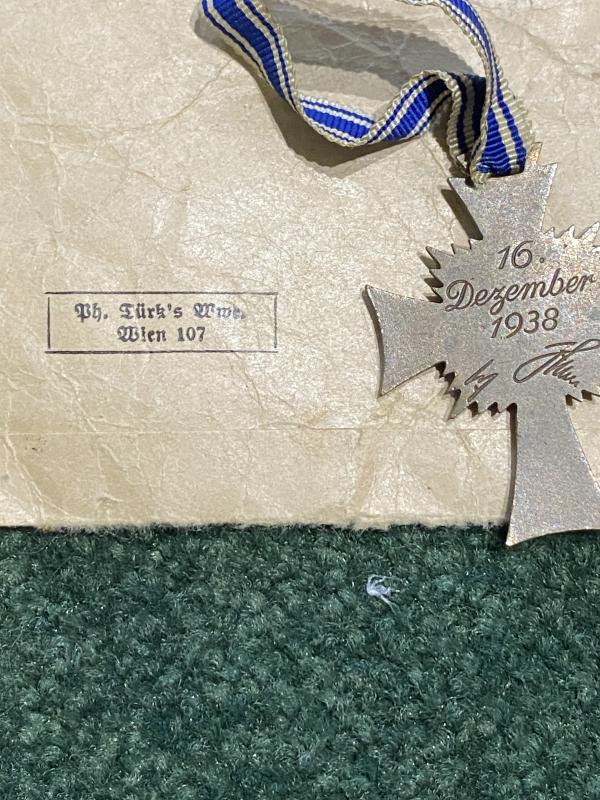 Ph. Türk's Wwe.
Wien 107
16.
Dezember
1938